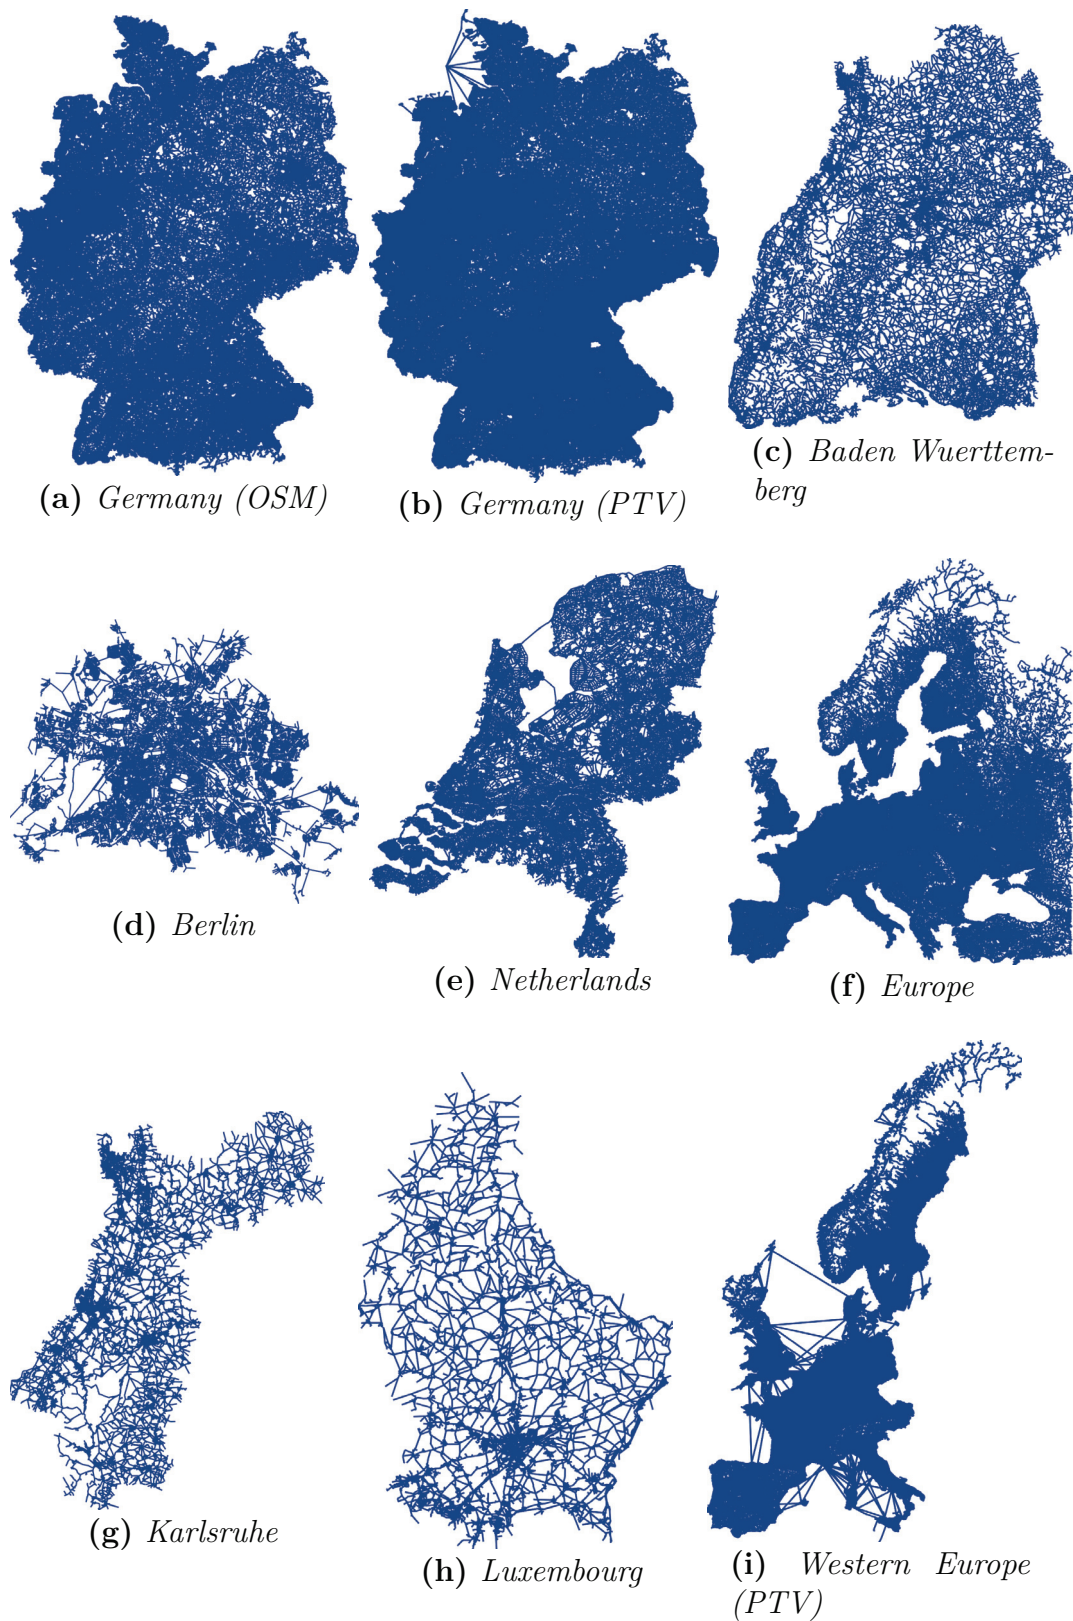 (a) Germany (OSM)
(b) Germany (PTV)
(c) Baden Wuerttem-
berg
(d) Berlin
(e) Netherlands
(f) Europe
(g) Karlsruhe
(h) Luxembourg
(i) Western Europe
(PTV)